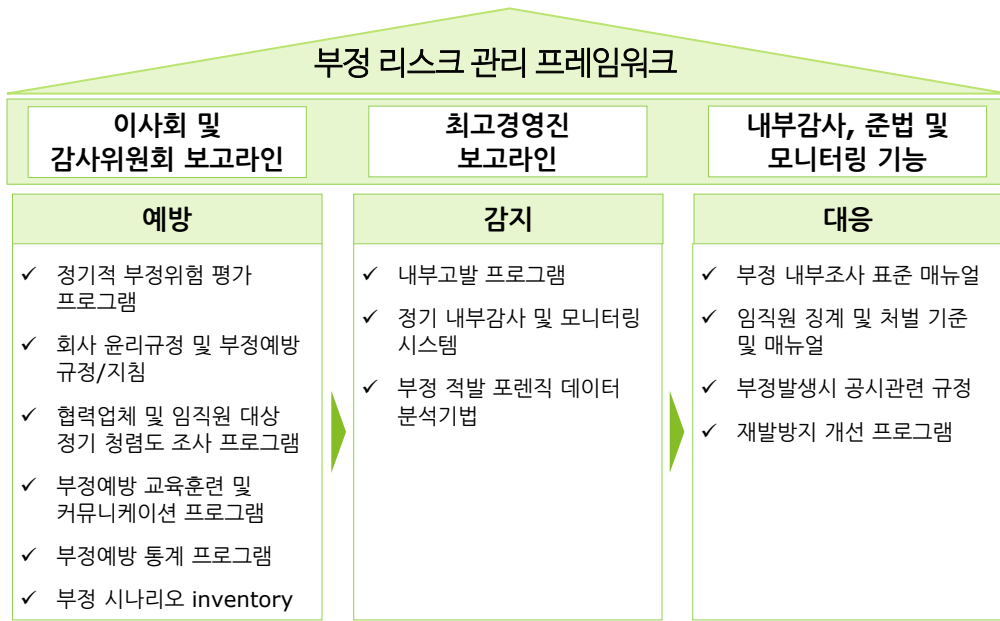 부정 리스크 관리 프레임워크
이사회 및
감사위원회 보고라인
최고경영진
보고라인
내부감사, 준법 및
모니터링 기능
예방
✓ 정기적 부정위험 평가
프로그램
✓ 회사 윤리규정 및 부정예방
규정/지침
✓ 협력업체 및 임직원 대상
정기 청렴도 조사 프로그램
✓ 부정예방 교육훈련 및
커뮤니케이션 프로그램
✓ 부정예방 통계 프로그램
✓ 부정 시나리오 inventory
감지
✓ 내부고발 프로그램
✓ 정기 내부감사 및 모니터링
시스템
✓ 부정 적발 포렌직 데이터
분석기법
대응
✓ 부정 내부조사 표준 매뉴얼
✓ 임직원 징계 및 처벌 기준
및 매뉴얼
✓ 부정발생시 공시관련 규정
✓ 재발방지 개선 프로그램